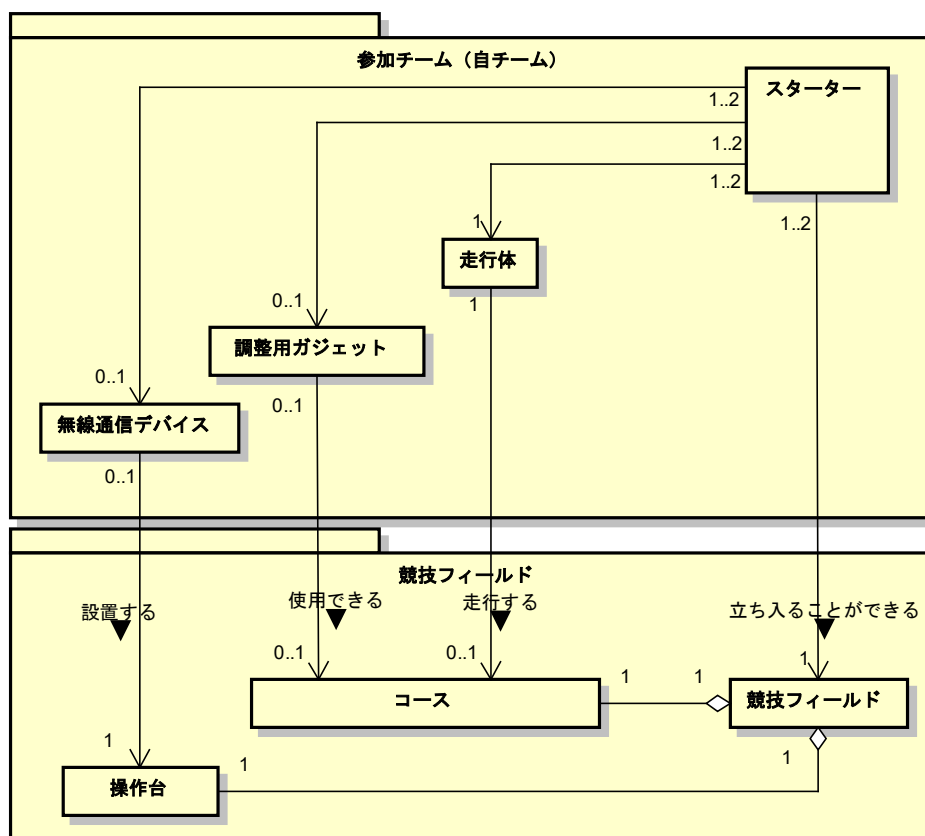 参加チーム（自チーム）
スターター
1..2
1..2
1..2
1..2
1
走行体
1
0..1
調整用ガジェット
0..1
0..1
無線通信デバイス
0..1
競技フィールド
設置する
使用できる
走行する
立ち入ることができる
0..1
0..1
1
1
1
コース
競技フィールド
1
1
1
操作台